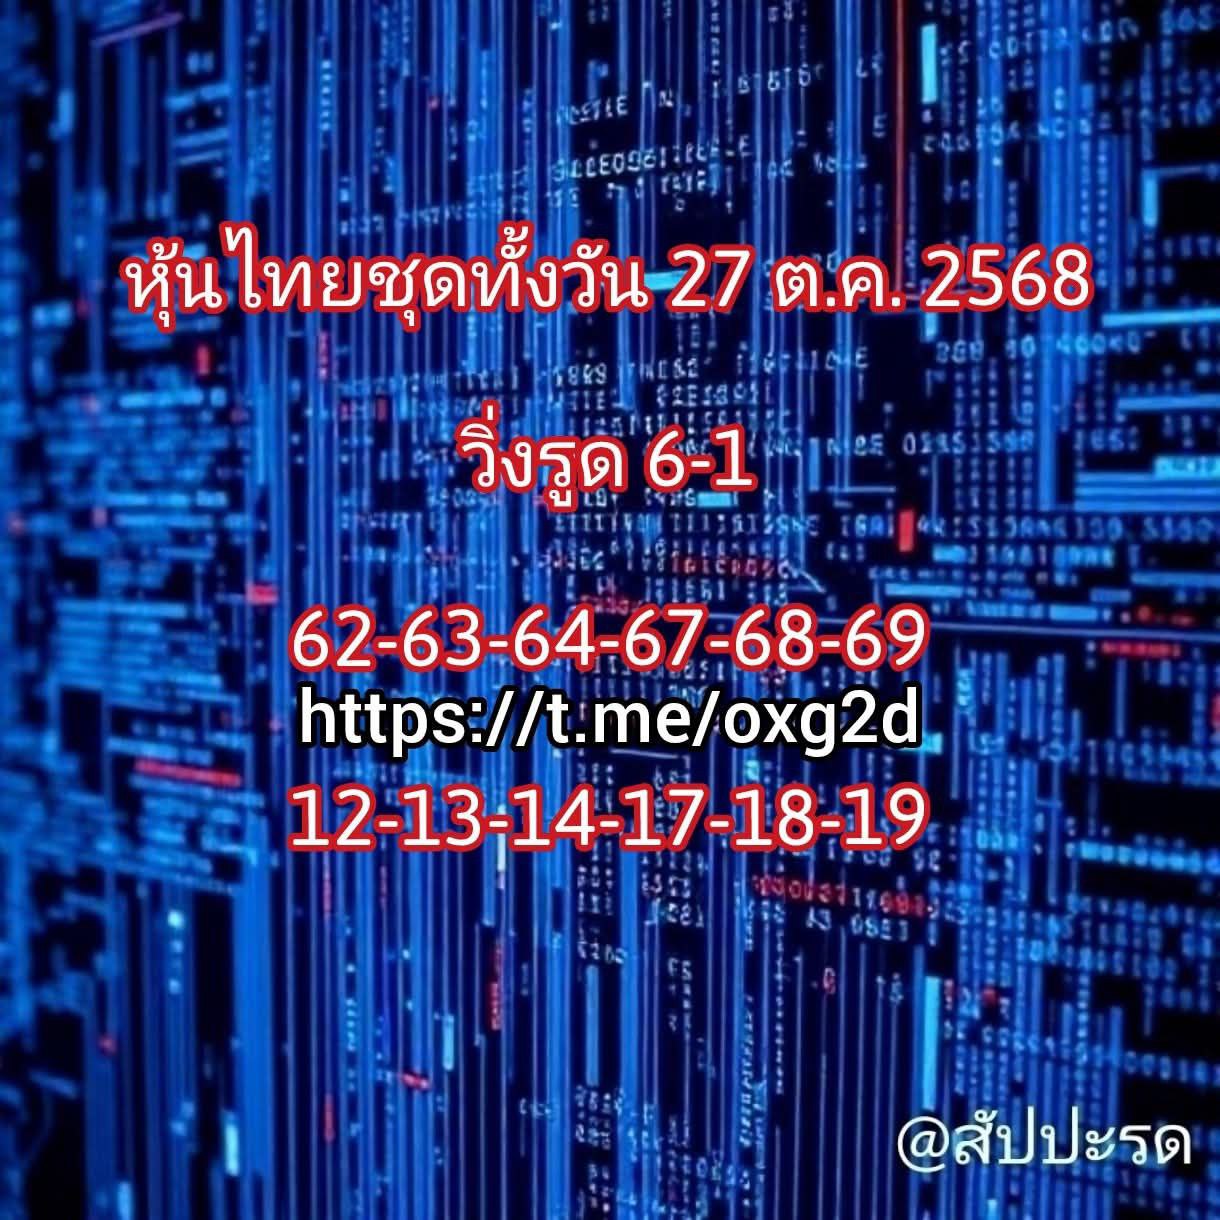 หุ้นไทยชุดทั้งวัน 27 ต.ค. 2568
วิ่งรูด 6-1
62-63-64-67-68-69
https://t.me/oxg2d
12-13-14-17-18-19
@สัปปะรด